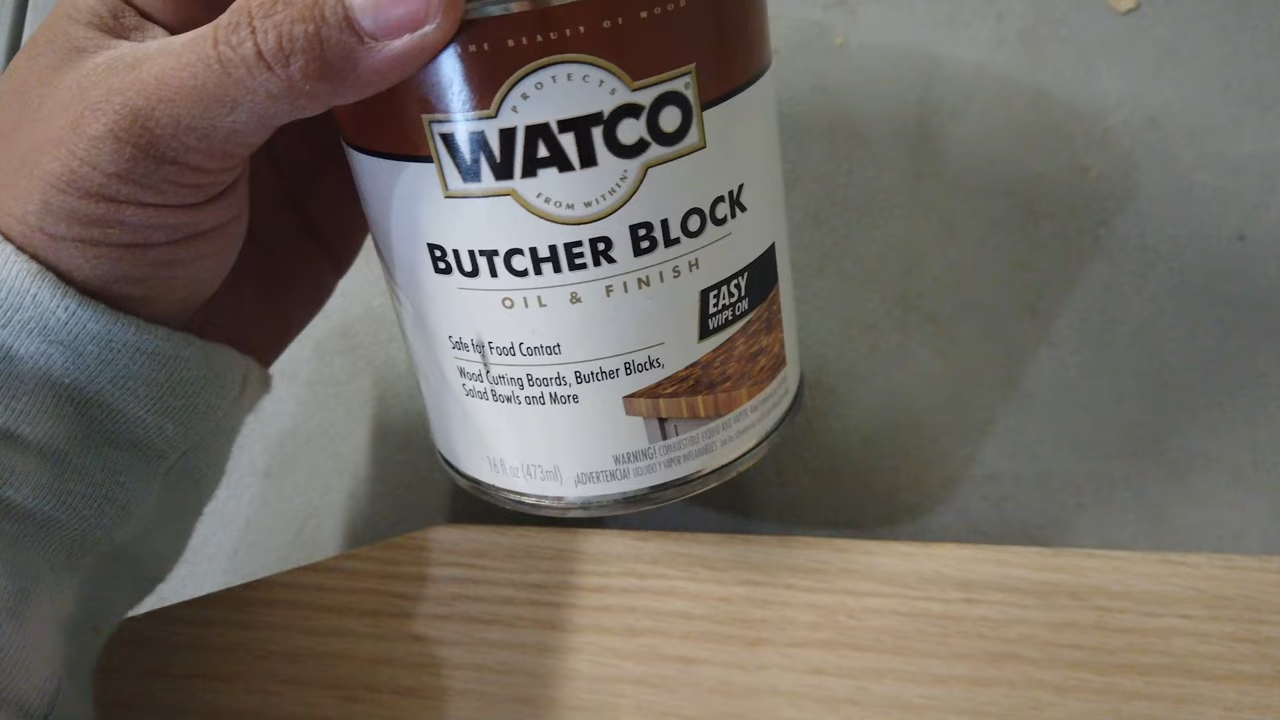 THE BEAUTY OF WOOD
PROTECTS
WATCO®
FROM WITHIN®
BUTCHER BLOCK
OIL & FINISH
EASY
WIPE ON
Safe for Food Contact
Wood Cutting Boards, Butcher Blocks,
Salad Bowls and More
WARNING! COMBUSTIBLE LIQUID AND VAPOR.
16 fl oz (473ml)
¡ADVERTENCIA! LIQUIDO Y VAPOR INFLAMABLES.